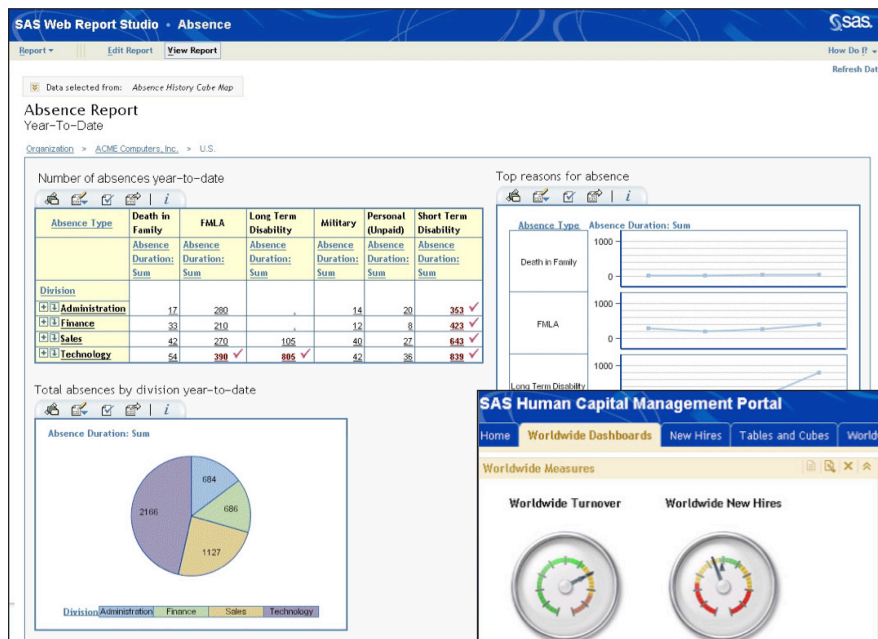 SAS Web Report Studio • Absence
sas.
Report
Edit Report
View Report
How Do I?
Refresh Dat
Data selected from: Absence History Cube Map
Absence Report
Year-To-Date
Organization > ACME Computers, Inc. > U.S.
Number of absences year-to-date
Absence Type Death in Family FMLA Long Term Disability Military Personal (Unpaid) Short Term Disability
Absence Duration: Sum Absence Duration: Sum Absence Duration: Sum Absence Duration: Sum Absence Duration: Sum Absence Duration: Sum
Division
Administration 17 280 . 14 20 353
Finance 33 210 . 12 8 423
Sales 42 270 105 40 27 643
Technology 54 390 805 42 36 839
Top reasons for absence
Absence Type Absence Duration: Sum
1000
Death in Family
0
1000
FMLA
0
1000
Long Term Disability
Total absences by division year-to-date
Absence Duration: Sum
684
2166
686
1127
Division Administration Finance Sales Technology
SAS Human Capital Management Portal
Home Worldwide Dashboards New Hires Tables and Cubes Worldw
Worldwide Measures
Worldwide Turnover Worldwide New Hires